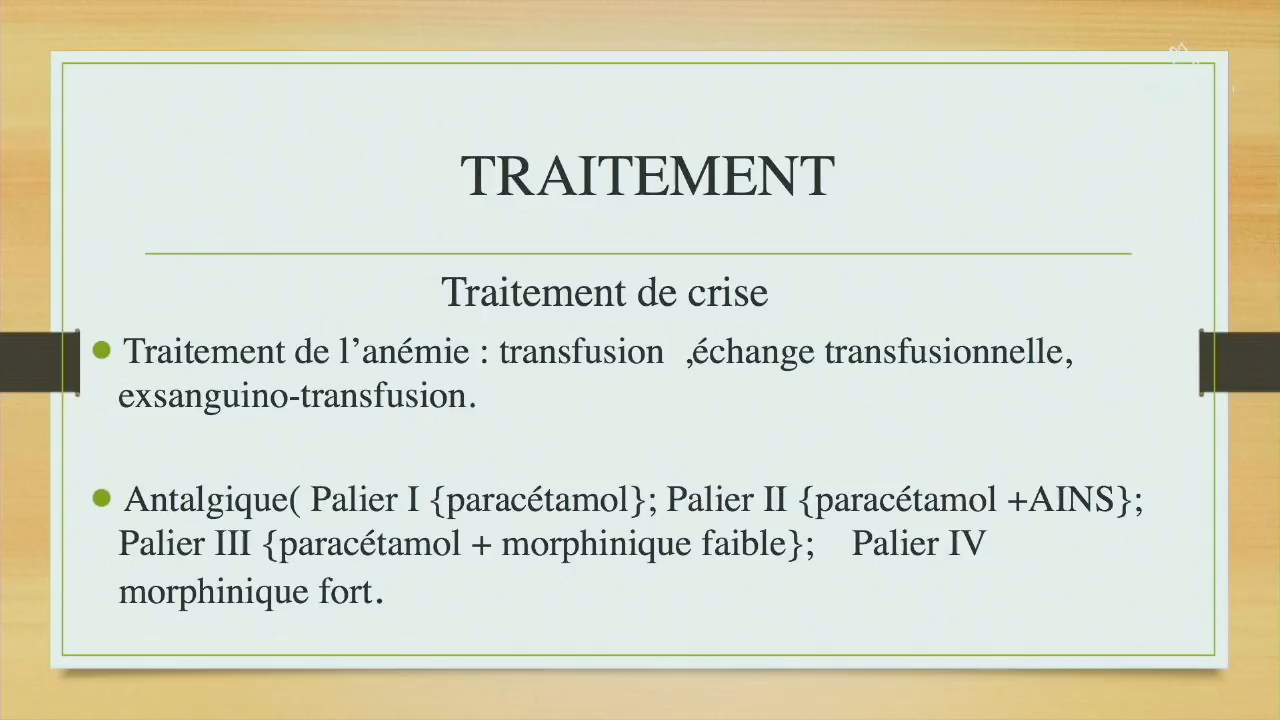 TRAITEMENT
Traitement de crise
Traitement de l’anémie : transfusion ,échange transfusionnelle,
exsanguino-transfusion.
Antalgique( Palier I {paracétamol}; Palier II {paracétamol +AINS};
Palier III {paracétamol + morphinique faible}; Palier IV
morphinique fort.